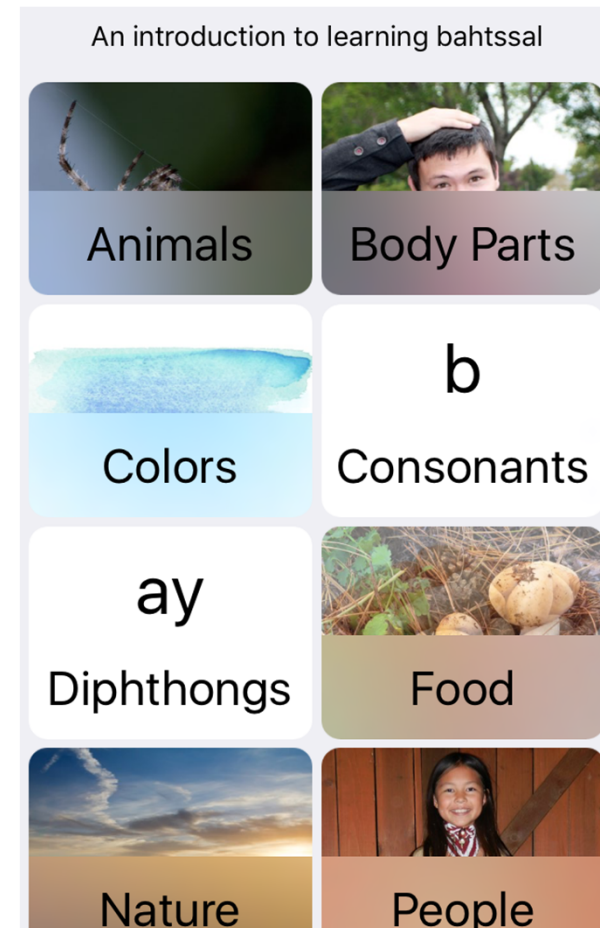 An introduction to learning bahtssal
Animals
Body Parts
Colors
b
Consonants
ay
Diphthongs
Food
Nature
People